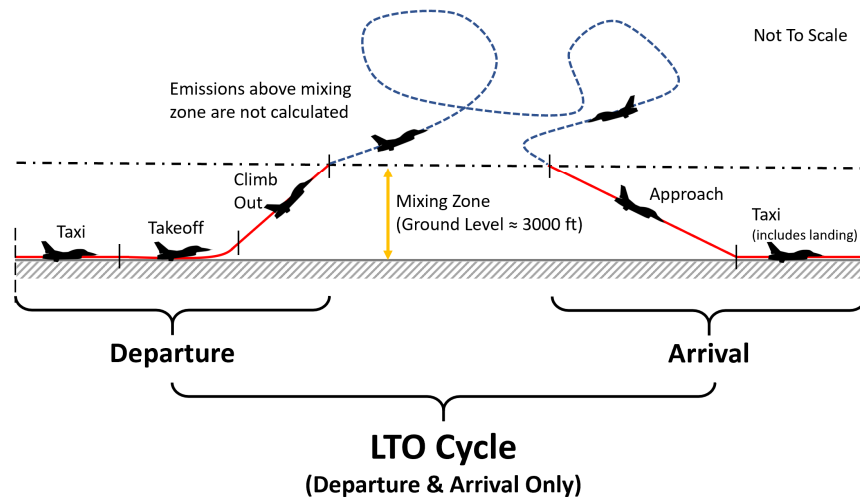 Not To Scale
Emissions above mixing
zone are not calculated
Climb
Out
Mixing Zone
(Ground Level ≈ 3000 ft)
Approach
Taxi
Takeoff
Taxi
(includes landing)
Departure
Arrival
LTO Cycle
(Departure & Arrival Only)